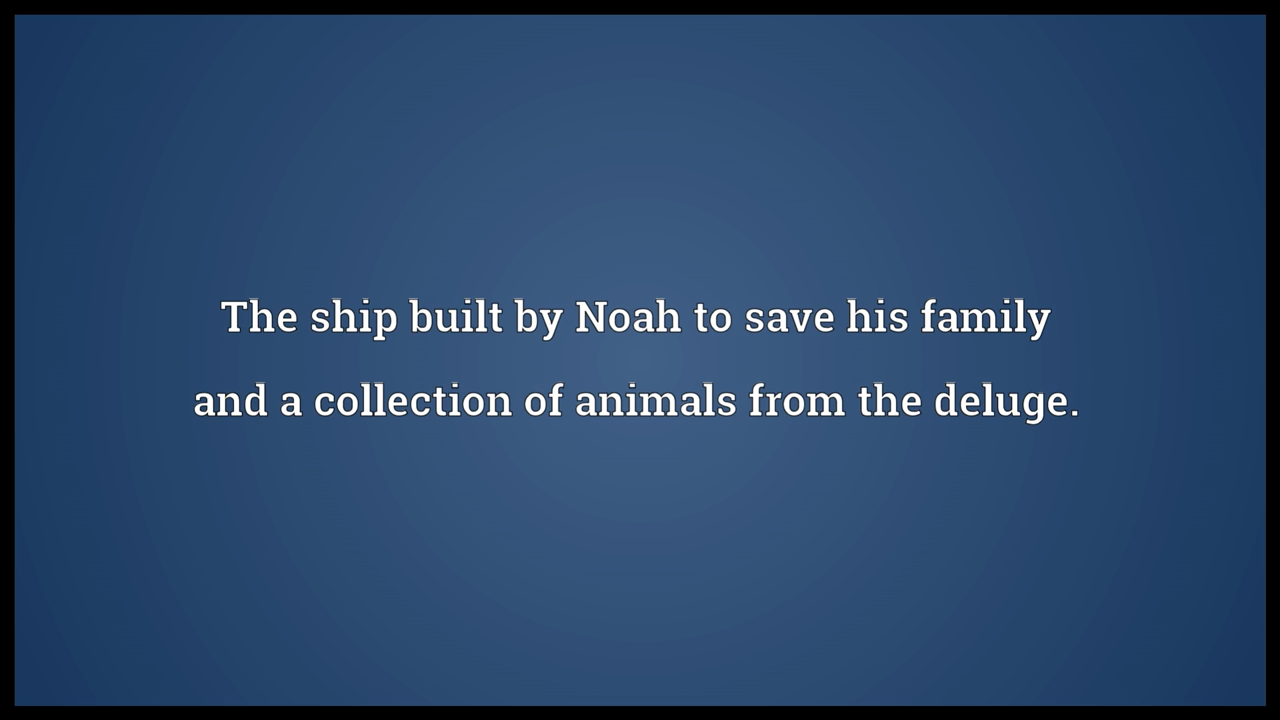 The ship built by Noah to save his family
and a collection of animals from the deluge.